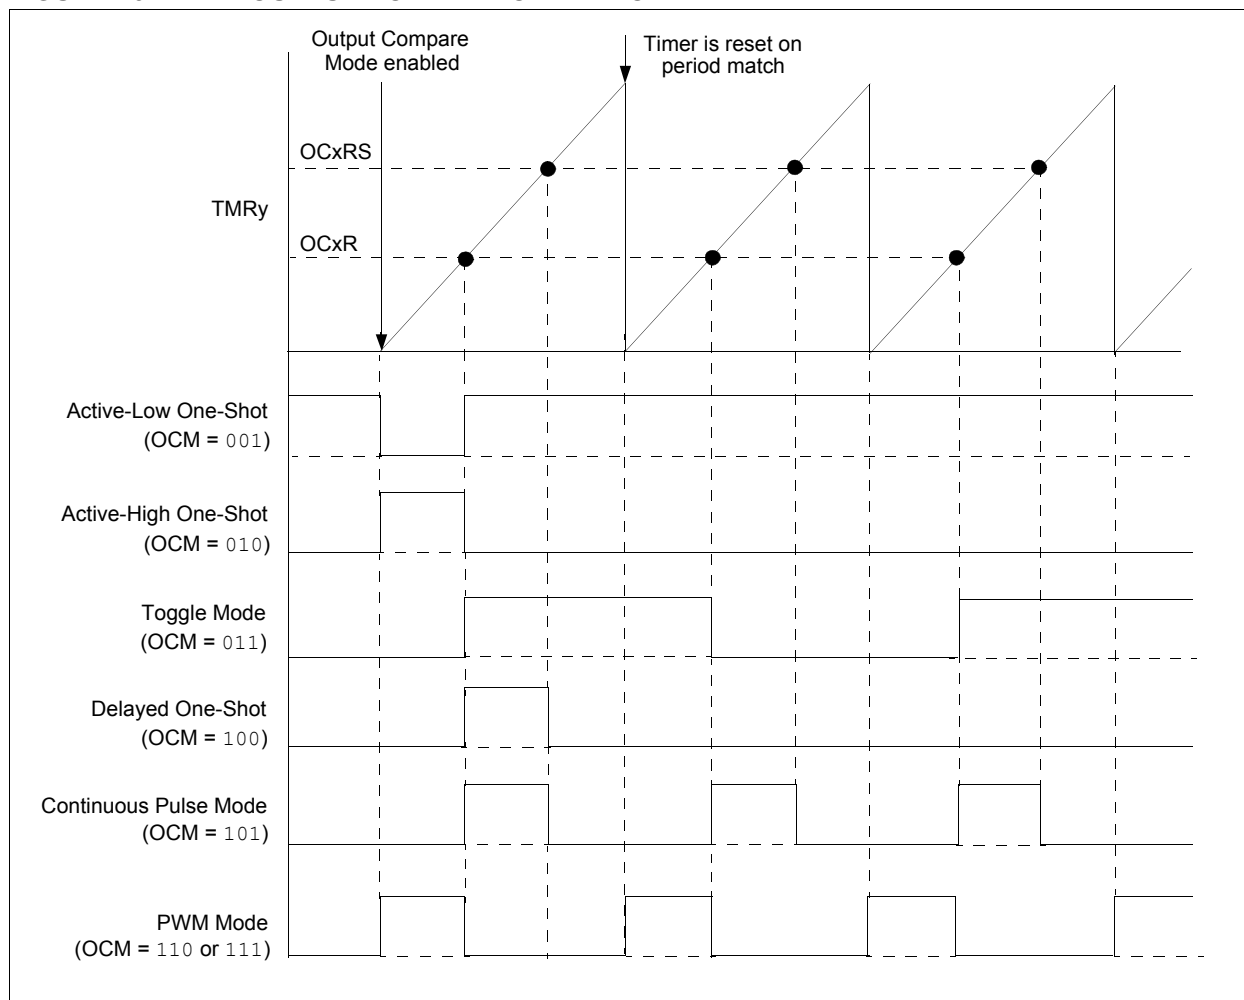 Output Compare
Mode enabled
Timer is reset on
period match
OCxRS
TMRy
OCxR
Active-Low One-Shot
(OCM = 001)
Active-High One-Shot
(OCM = 010)
Toggle Mode
(OCM = 011)
Delayed One-Shot
(OCM = 100)
Continuous Pulse Mode
(OCM = 101)
PWM Mode
(OCM = 110 or 111)